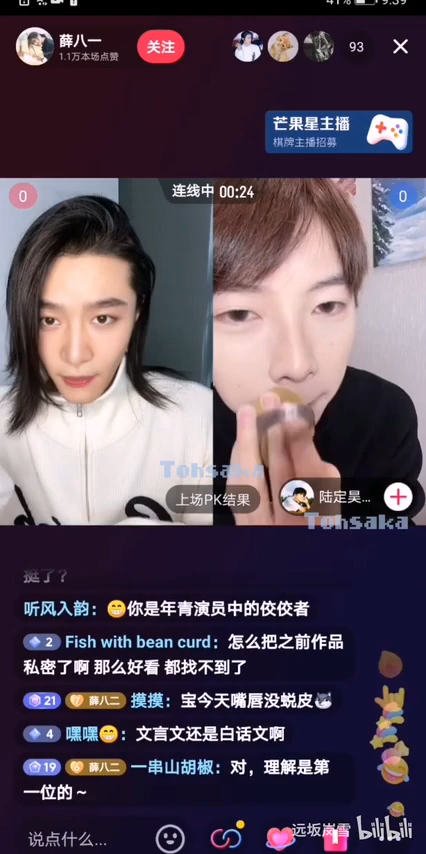 41%
9:39
薛八一
1.1万本场点赞
关注
93
芒果星主播
棋牌主播招募
0
连线中 00:24
0
Tohsaka
上场PK结果
陆定昊...
Tohsaka
挺了?
听风入韵：😁你是年青演员中的佼佼者
2 Fish with bean curd：怎么把之前作品
私密了啊 那么好看 都找不到了
21 薛八二 摸摸：宝今天嘴唇没蜕皮
4 嘿嘿😁：文言文还是白话文啊
19 薛八二 一串山胡椒：对，理解是第
一位的～
说点什么...
远坂岚雪
bilibili